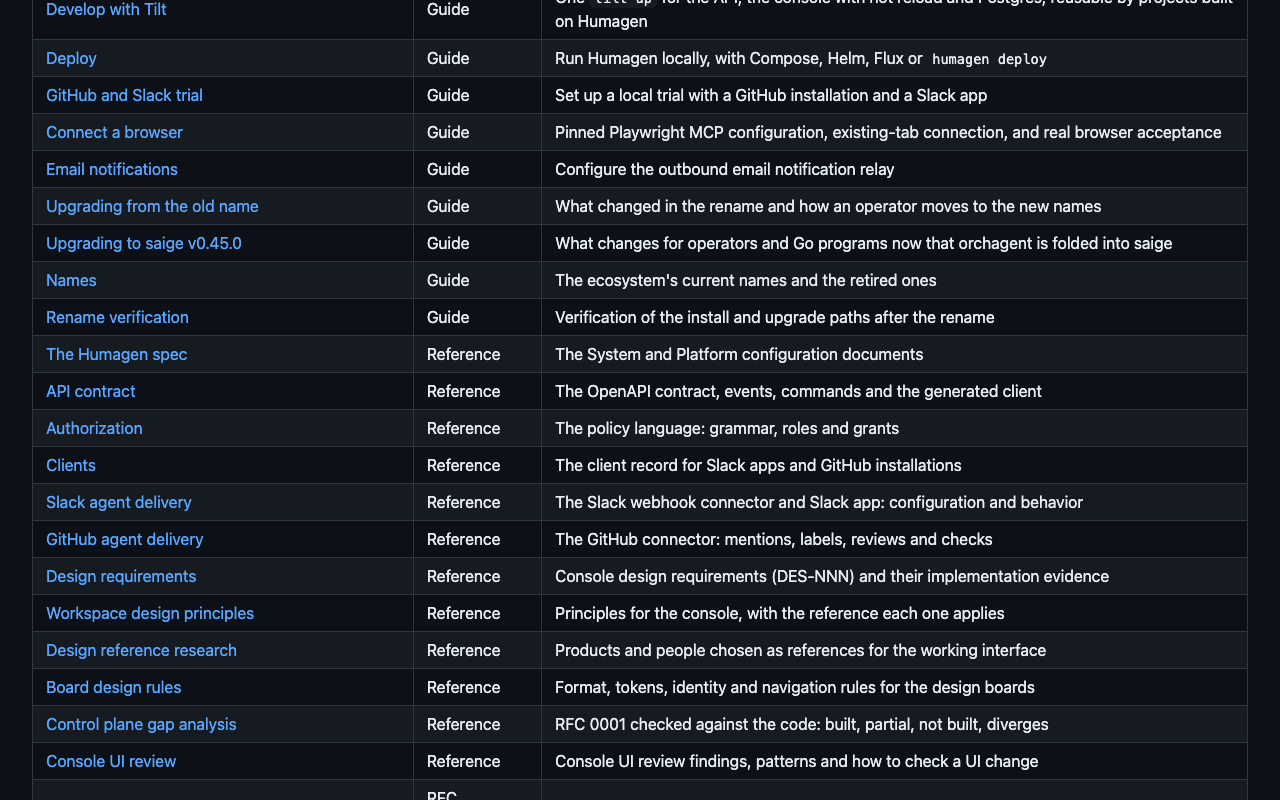 Develop with Tilt Guide One till up for the API, the console with hot reload and Postgres, reusable by projects built
on Humagen
Deploy Guide Run Humagen locally, with Compose, Helm, Flux or humagen deploy
GitHub and Slack trial Guide Set up a local trial with a GitHub installation and a Slack app
Connect a browser Guide Pinned Playwright MCP configuration, existing-tab connection, and real browser acceptance
Email notifications Guide Configure the outbound email notification relay
Upgrading from the old name Guide What changed in the rename and how an operator moves to the new names
Upgrading to saige v0.45.0 Guide What changes for operators and Go programs now that orchagent is folded into saige
Names Guide The ecosystem's current names and the retired ones
Rename verification Guide Verification of the install and upgrade paths after the rename
The Humagen spec Reference The System and Platform configuration documents
API contract Reference The OpenAPI contract, events, commands and the generated client
Authorization Reference The policy language: grammar, roles and grants
Clients Reference The client record for Slack apps and GitHub installations
Slack agent delivery Reference The Slack webhook connector and Slack app: configuration and behavior
GitHub agent delivery Reference The GitHub connector: mentions, labels, reviews and checks
Design requirements Reference Console design requirements (DES-NNN) and their implementation evidence
Workspace design principles Reference Principles for the console, with the reference each one applies
Design reference research Reference Products and people chosen as references for the working interface
Board design rules Reference Format, tokens, identity and navigation rules for the design boards
Control plane gap analysis Reference RFC 0001 checked against the code: built, partial, not built, diverges
Console UI review Reference Console UI review findings, patterns and how to check a UI change
RFC